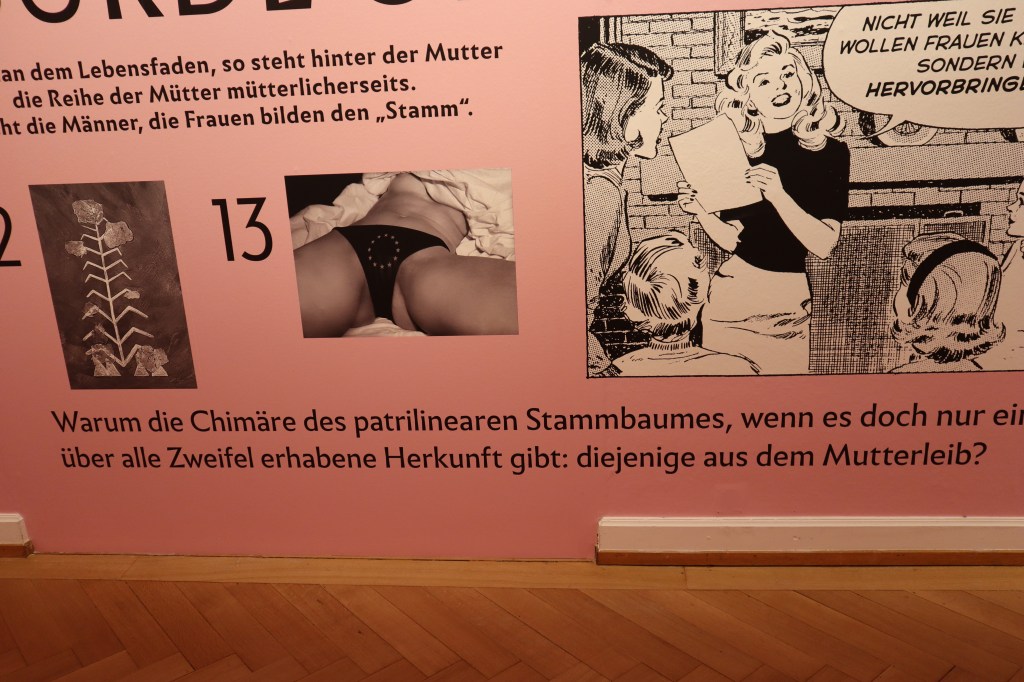 an dem Lebensfaden, so steht hinter der Mutter
die Reihe der Mütter mütterlicherseits.
die Männer, die Frauen bilden den „Stamm“.
2
13
NICHT WEIL SIE
WOLLEN FRAUEN
SONDERN
HERVORBRINGE
Warum die Chimäre des patrilinearen Stammbaumes, wenn es doch nur ein
über alle Zweifel erhabene Herkunft gibt: diejenige aus dem Mutterleib?